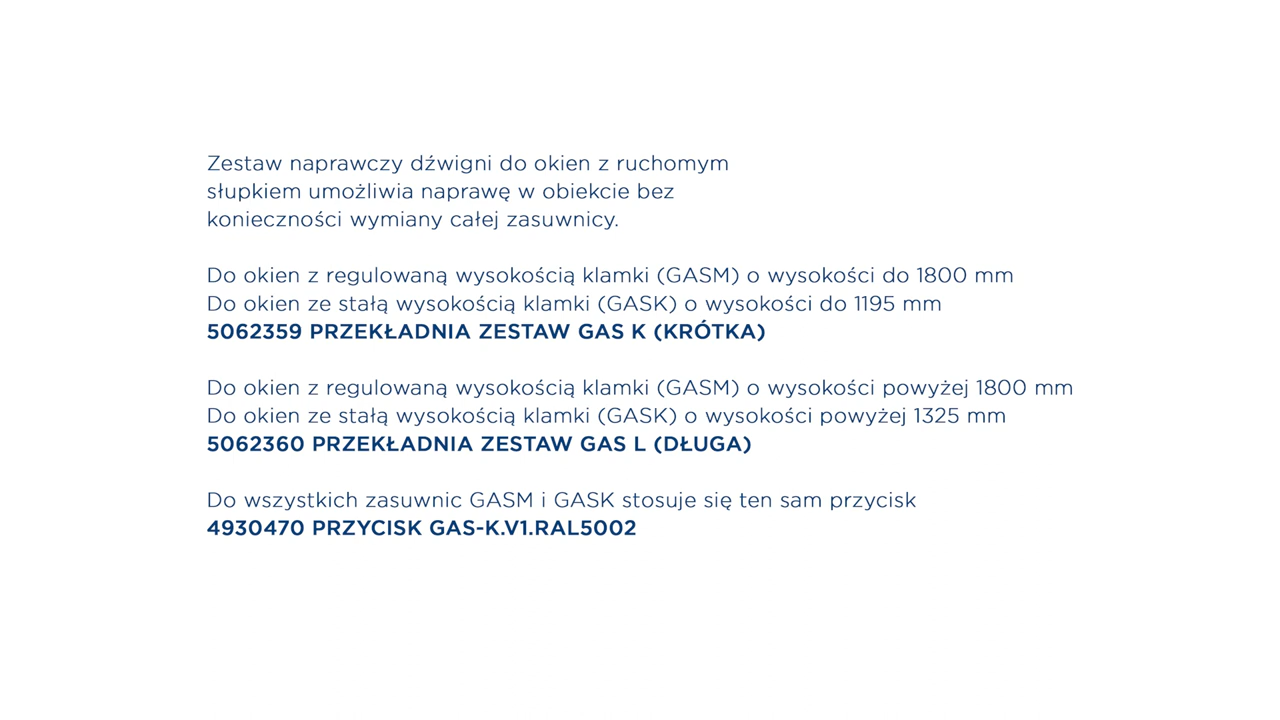 Zestaw naprawczy dźwigni do okien z ruchomym
słupkiem umożliwia naprawę w obiekcie bez
konieczności wymiany całej zasuwnicy.
Do okien z regulowaną wysokością klamki (GASM) o wysokości do 1800 mm
Do okien ze stałą wysokością klamki (GASK) o wysokości do 1195 mm
5062359 PRZEKŁADNIA ZESTAW GAS K (KRÓTKA)
Do okien z regulowaną wysokością klamki (GASM) o wysokości powyżej 1800 mm
Do okien ze stałą wysokością klamki (GASK) o wysokości powyżej 1325 mm
5062360 PRZEKŁADNIA ZESTAW GAS L (DŁUGA)
Do wszystkich zasuwnic GASM i GASK stosuje się ten sam przycisk
4930470 PRZYCISK GAS-K.V1.RAL5002